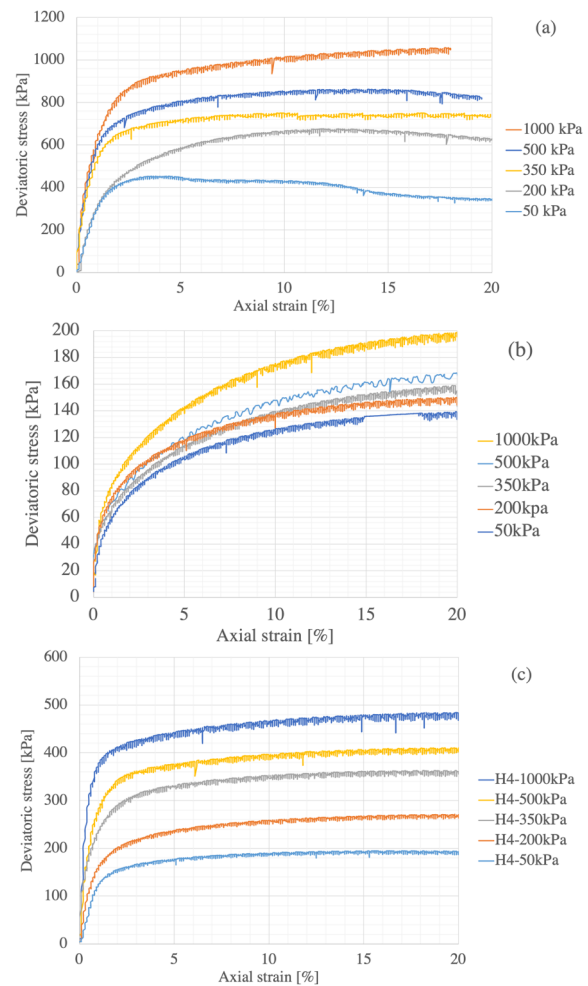 (a)
Deviatoric stress [kPa]
1200
1000
800
600
400
200
0
0 5 10 15 20
Axial strain [%]
1000 kPa
500 kPa
350 kPa
200 kPa
50 kPa
(b)
Deviatoric stress [kPa]
200
180
160
140
120
100
80
60
40
20
0
0 5 10 15 20
Axial strain [%]
1000kPa
500kPa
350kPa
200kpa
50kPa
(c)
Deviatoric stress [kPa]
600
500
400
300
200
100
0
0 5 10 15 20
Axial strain [%]
H4-1000kPa
H4-500kPa
H4-350kPa
H4-200kPa
H4-50kPa